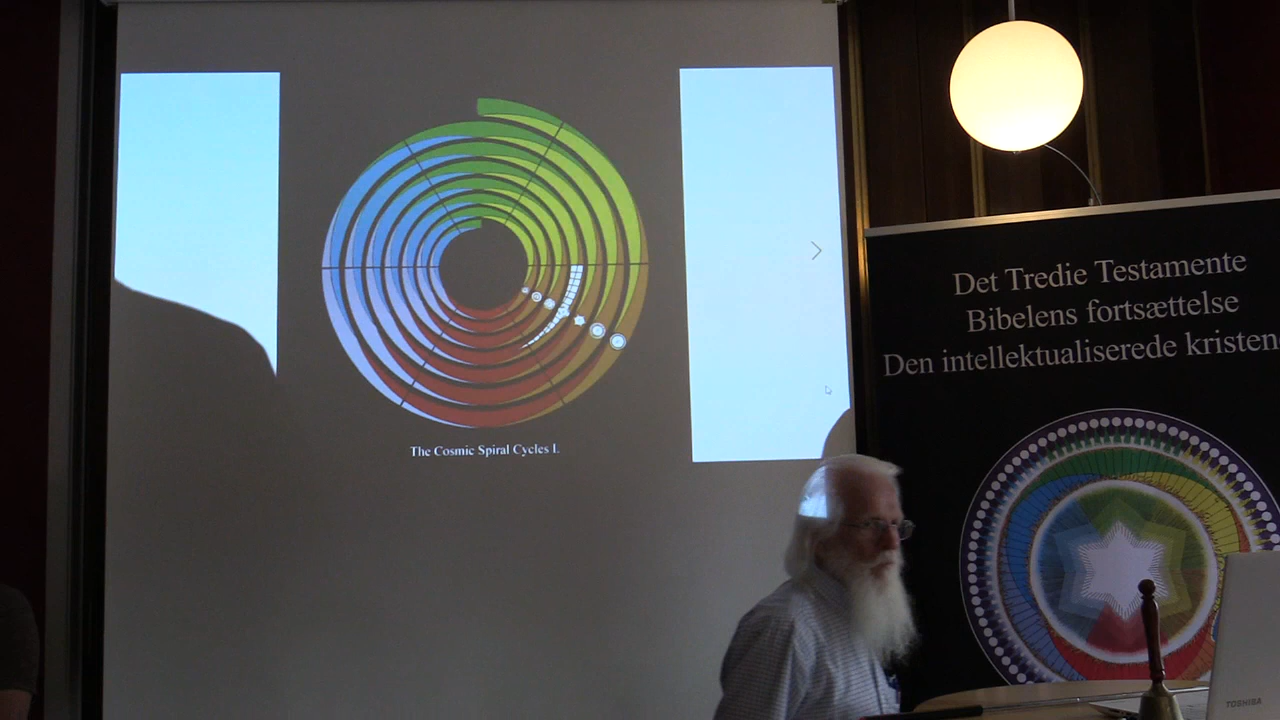 The Cosmic Spiral Cycles I.
Det Tredie Testamente
Bibelens fortsættelse
Den intellektualiserede kristen
TOSHIBA